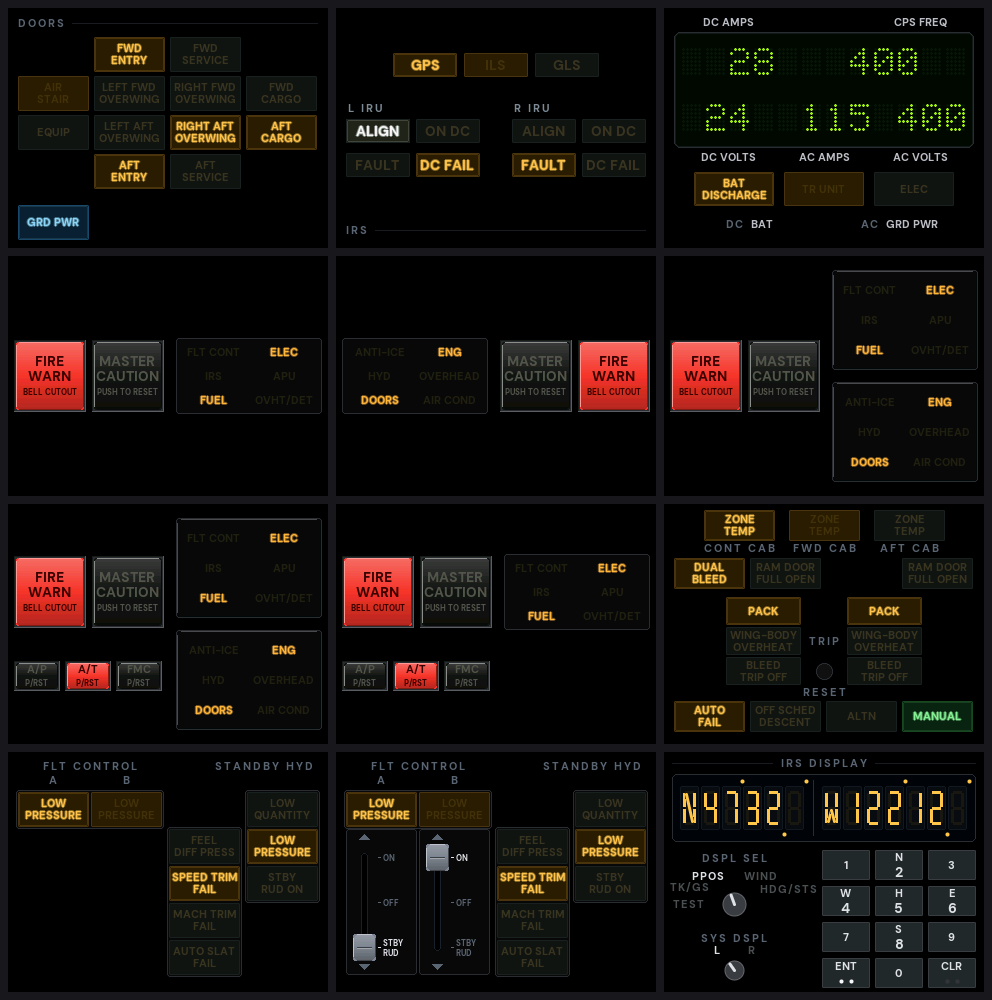 DOORS
FWD
ENTRY
FWD
SERVICE
AIR
STAIR
LEFT FWD
OVERWING
RIGHT FWD
OVERWING
FWD
CARGO
EQUIP
LEFT AFT
OVERWING
RIGHT AFT
OVERWING
AFT
CARGO
AFT
ENTRY
AFT
SERVICE
GRD PWR
GPS
ILS
GLS
L IRU
R IRU
ALIGN
ON DC
ALIGN
ON DC
FAULT
DC FAIL
FAULT
DC FAIL
IRS
DC AMPS
CPS FREQ
28
400
24
115
400
DC VOLTS
AC AMPS
AC VOLTS
BAT
DISCHARGE
TR UNIT
ELEC
DC BAT
AC GRD PWR
FIRE
WARN
BELL CUTOUT
MASTER
CAUTION
PUSH TO RESET
FLT CONT
ELEC
IRS
APU
FUEL
OVHT/DET
ANTI-ICE
ENG
HYD
OVERHEAD
DOORS
AIR COND
MASTER
CAUTION
PUSH TO RESET
FIRE
WARN
BELL CUTOUT
FIRE
WARN
BELL CUTOUT
MASTER
CAUTION
PUSH TO RESET
FLT CONT
ELEC
IRS
APU
FUEL
OVHT/DET
ANTI-ICE
ENG
HYD
OVERHEAD
DOORS
AIR COND
FIRE
WARN
BELL CUTOUT
MASTER
CAUTION
PUSH TO RESET
A/P
P/RST
A/T
P/RST
FMC
P/RST
FLT CONT
ELEC
IRS
APU
FUEL
OVHT/DET
ANTI-ICE
ENG
HYD
OVERHEAD
DOORS
AIR COND
FIRE
WARN
BELL CUTOUT
MASTER
CAUTION
PUSH TO RESET
FLT CONT
ELEC
IRS
APU
FUEL
OVHT/DET
A/P
P/RST
A/T
P/RST
FMC
P/RST
ZONE
TEMP
ZONE
TEMP
ZONE
TEMP
CONT CAB
FWD CAB
AFT CAB
DUAL
BLEED
RAM DOOR
FULL OPEN
RAM DOOR
FULL OPEN
PACK
PACK
WING-BODY
OVERHEAT
TRIP
WING-BODY
OVERHEAT
BLEED
TRIP OFF
BLEED
TRIP OFF
RESET
AUTO
FAIL
OFF SCHED
DESCENT
ALTN
MANUAL
FLT CONTROL
A
B
STANDBY HYD
LOW
PRESSURE
LOW
PRESSURE
LOW
QUANTITY
FEEL
DIFF PRESS
LOW
PRESSURE
SPEED TRIM
FAIL
STBY
RUD ON
MACH TRIM
FAIL
AUTO SLAT
FAIL
FLT CONTROL
A
B
STANDBY HYD
LOW
PRESSURE
LOW
PRESSURE
LOW
QUANTITY
-ON
-ON
FEEL
DIFF PRESS
LOW
PRESSURE
-OFF
-OFF
SPEED TRIM
FAIL
STBY
RUD ON
MACH TRIM
FAIL
-STBY
RUD
-STBY
RUD
AUTO SLAT
FAIL
IRS DISPLAY
N4732
W12212
DSPL SEL
PPOS
WIND
TK/GS
HDG/STS
TEST
SYS DSPL
L
R
1
N
2
3
W
4
H
5
E
6
7
S
8
9
ENT
0
CLR